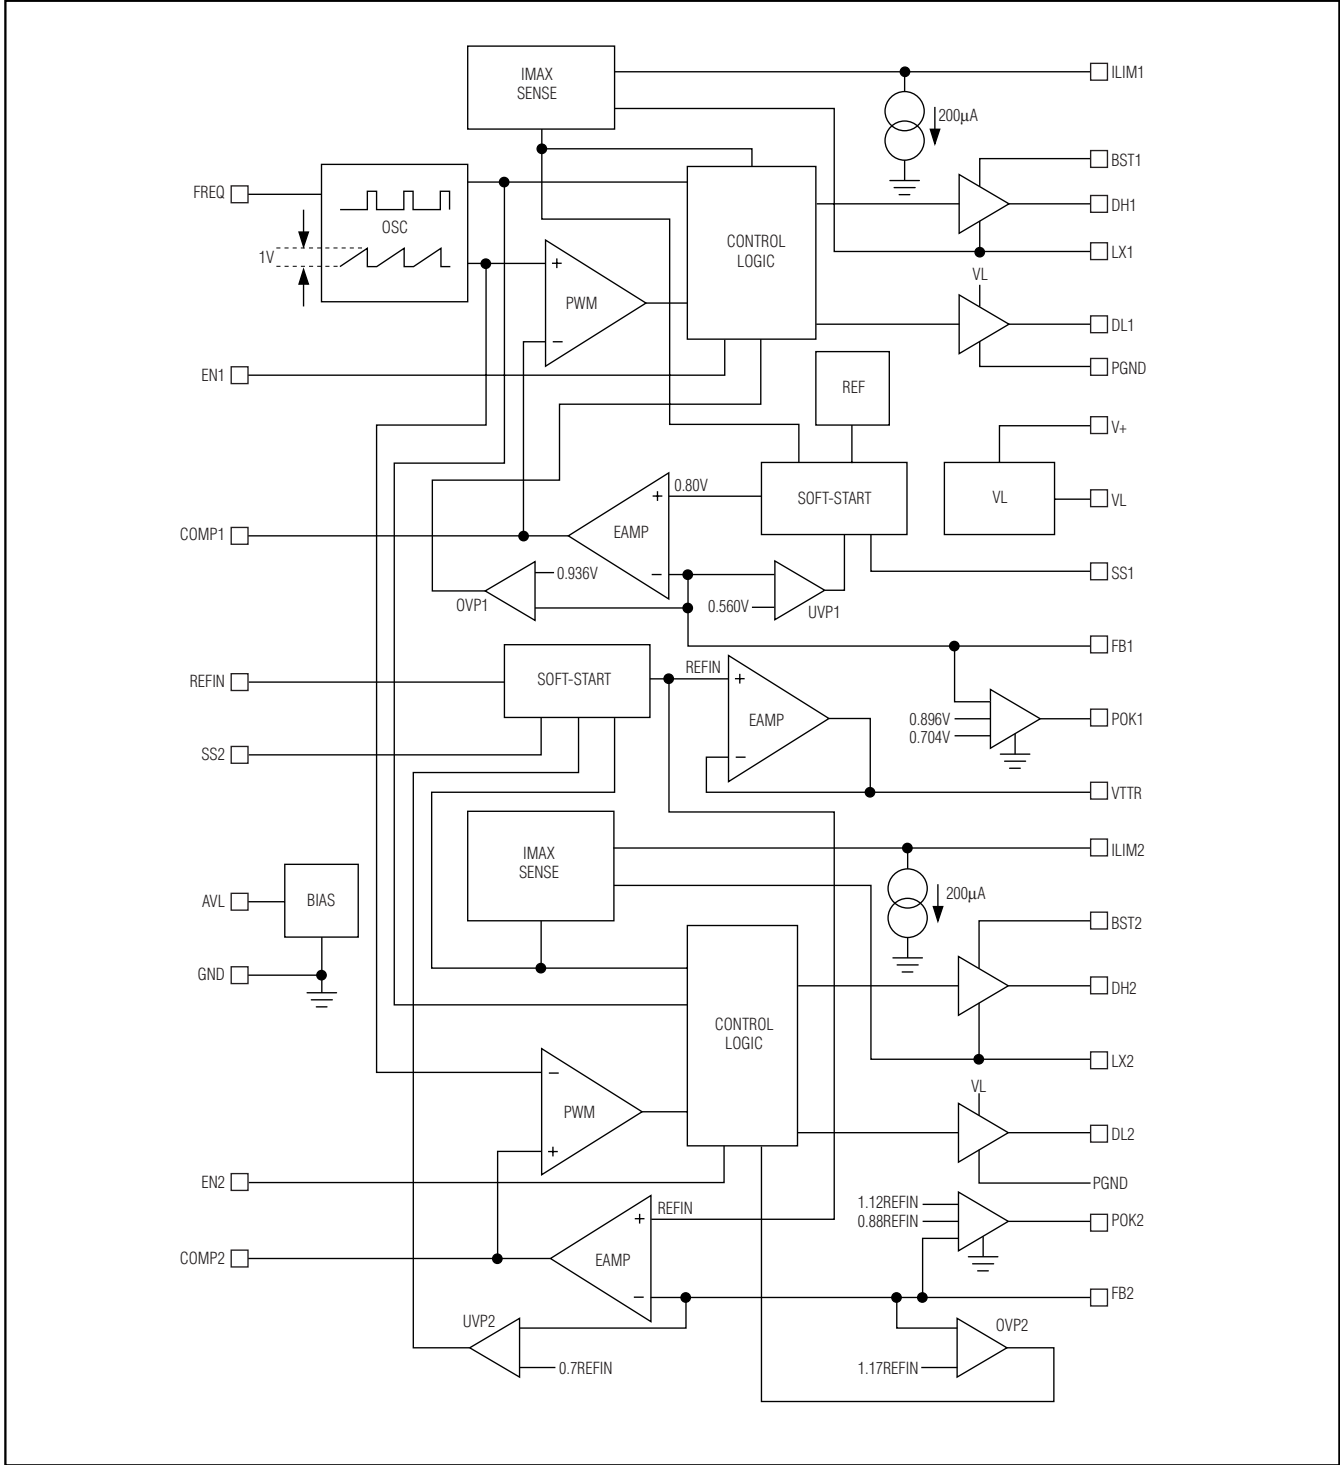 IMAX
SENSE
ILIM1
200µA
BST1
FREQ
OSC
1V
CONTROL
LOGIC
DH1
LX1
+
PWM
−
VL
DL1
PGND
EN1
REF
V+
0.80V
+
EAMP
−
SOFT-START
VL
VL
COMP1
0.936V
OVP1
0.560V
UVP1
SS1
FB1
REFIN
SOFT-START
REFIN
+
EAMP
−
0.896V
0.704V
POK1
SS2
VTTR
IMAX
SENSE
ILIM2
200µA
AVL
BIAS
BST2
GND
CONTROL
LOGIC
DH2
LX2
−
PWM
+
VL
DL2
EN2
PGND
REFIN
1.12REFIN
0.88REFIN
POK2
COMP2
+
EAMP
−
FB2
UVP2
0.7REFIN
OVP2
1.17REFIN